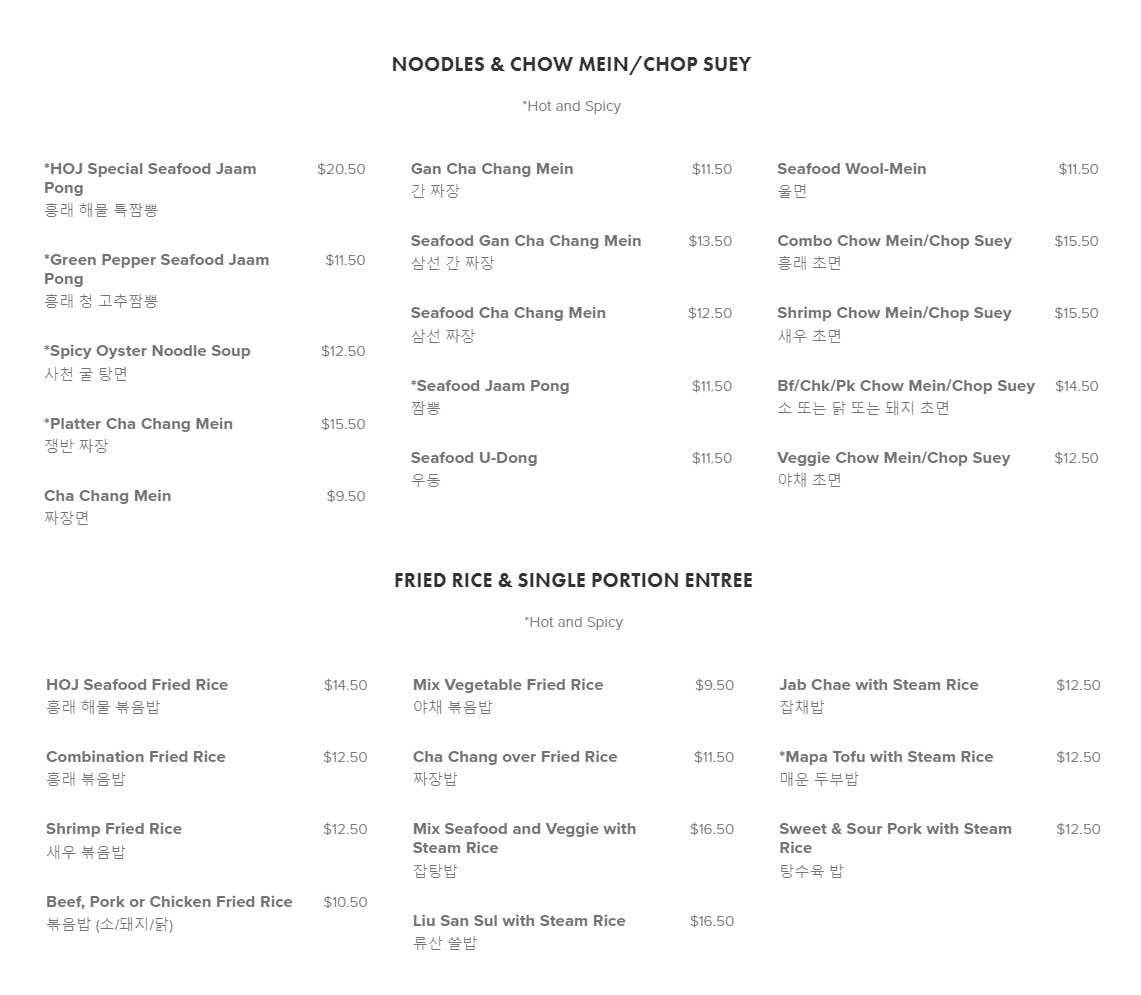 NOODLES & CHOW MEIN/CHOP SUEY
*Hot and Spicy
*HOJ Special Seafood Jaam $20.50
Pong
흥래 해물 특짬뽕
*Green Pepper Seafood Jaam $11.50
Pong
흥래 청 고추짬뽕
*Spicy Oyster Noodle Soup $12.50
사천 굴 탕면
*Platter Cha Chang Mein $15.50
쟁반 짜장
Cha Chang Mein $9.50
짜장면
Gan Cha Chang Mein $11.50
간 짜장
Seafood Gan Cha Chang Mein $13.50
삼선 간 짜장
Seafood Cha Chang Mein $12.50
삼선 짜장
*Seafood Jaam Pong $11.50
짬뽕
Seafood U-Dong $11.50
우동
Seafood Wool-Mein $11.50
울면
Combo Chow Mein/Chop Suey $15.50
흥래 초면
Shrimp Chow Mein/Chop Suey $15.50
새우 초면
Bf/Chk/Pk Chow Mein/Chop Suey $14.50
소 또는 닭 또는 돼지 초면
Veggie Chow Mein/Chop Suey $12.50
야채 초면
FRIED RICE & SINGLE PORTION ENTREE
*Hot and Spicy
HOJ Seafood Fried Rice $14.50
흥래 해물 볶음밥
Combination Fried Rice $12.50
흥래 볶음밥
Shrimp Fried Rice $12.50
새우 볶음밥
Beef, Pork or Chicken Fried Rice $10.50
볶음밥 (소/돼지/닭)
Mix Vegetable Fried Rice $9.50
야채 볶음밥
Cha Chang over Fried Rice $11.50
짜장밥
Mix Seafood and Veggie with $16.50
Steam Rice
잡탕밥
Liu San Sul with Steam Rice $16.50
류산 쓸밥
Jab Chae with Steam Rice $12.50
잡채밥
*Mapa Tofu with Steam Rice $12.50
매운 두부밥
Sweet & Sour Pork with Steam $12.50
Rice
탕수육 밥